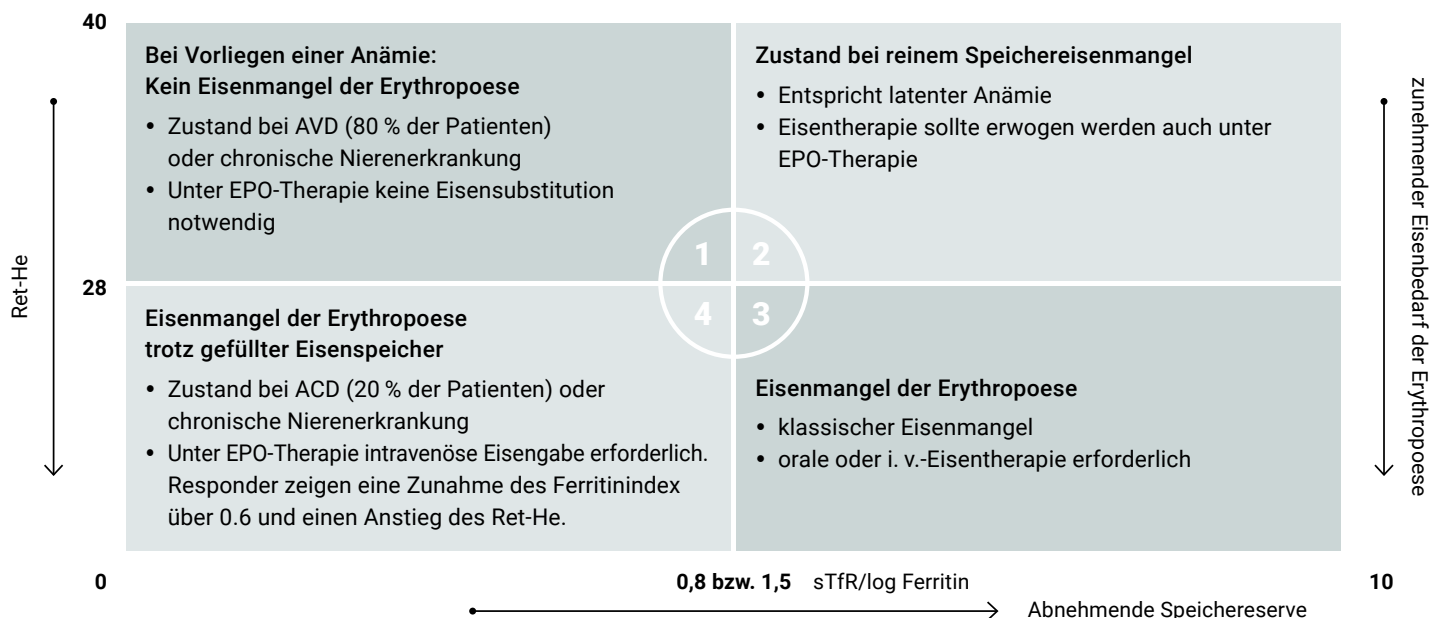 40
Bei Vorliegen einer Anämie:
Kein Eisenmangel der Erythropoese
• Zustand bei AVD (80 % der Patienten)
oder chronische Nierenerkrankung
• Unter EPO-Therapie keine Eisensubstitution
notwendig
Zustand bei reinem Speichereisenmangel
• Entspricht latenter Anämie
• Eisentherapie sollte erwogen werden auch unter
EPO-Therapie
1
2
Ret-He
28
4
3
Eisenmangel der Erythropoese
trotz gefüllter Eisenspeicher
• Zustand bei ACD (20 % der Patienten) oder
chronische Nierenerkrankung
• Unter EPO-Therapie intravenöse Eisengabe erforderlich.
Responder zeigen eine Zunahme des Ferritinindex
über 0.6 und einen Anstieg des Ret-He.
Eisenmangel der Erythropoese
• klassischer Eisenmangel
• orale oder i. v.-Eisentherapie erforderlich
zunehmender Eisenbedarf der Erythropoese
0
0,8 bzw. 1,5 sTfR/log Ferritin
10
Abnehmende Speichereserve